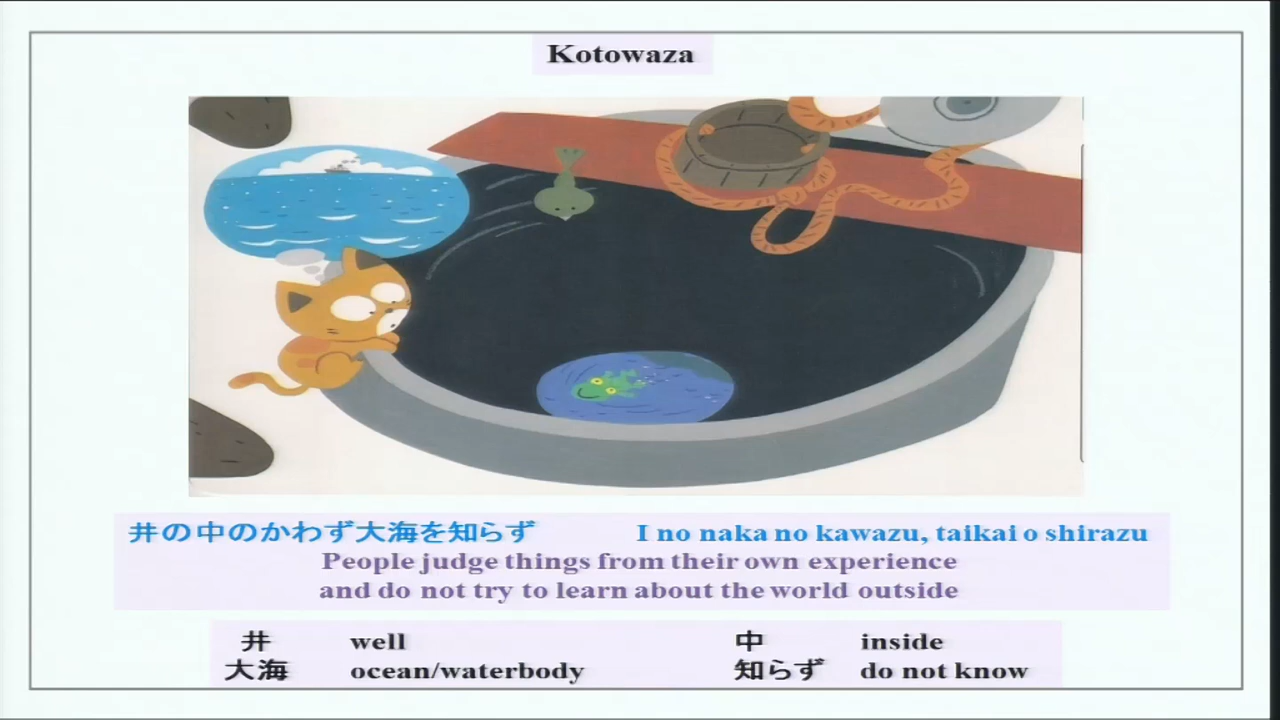 Kotowaza
井の中のかわず大海を知らず I no naka no kawazu, taikai o shirazu
People judge things from their own experience
and do not try to learn about the world outside
井 well 中 inside
大海 ocean/waterbody 知らず do not know